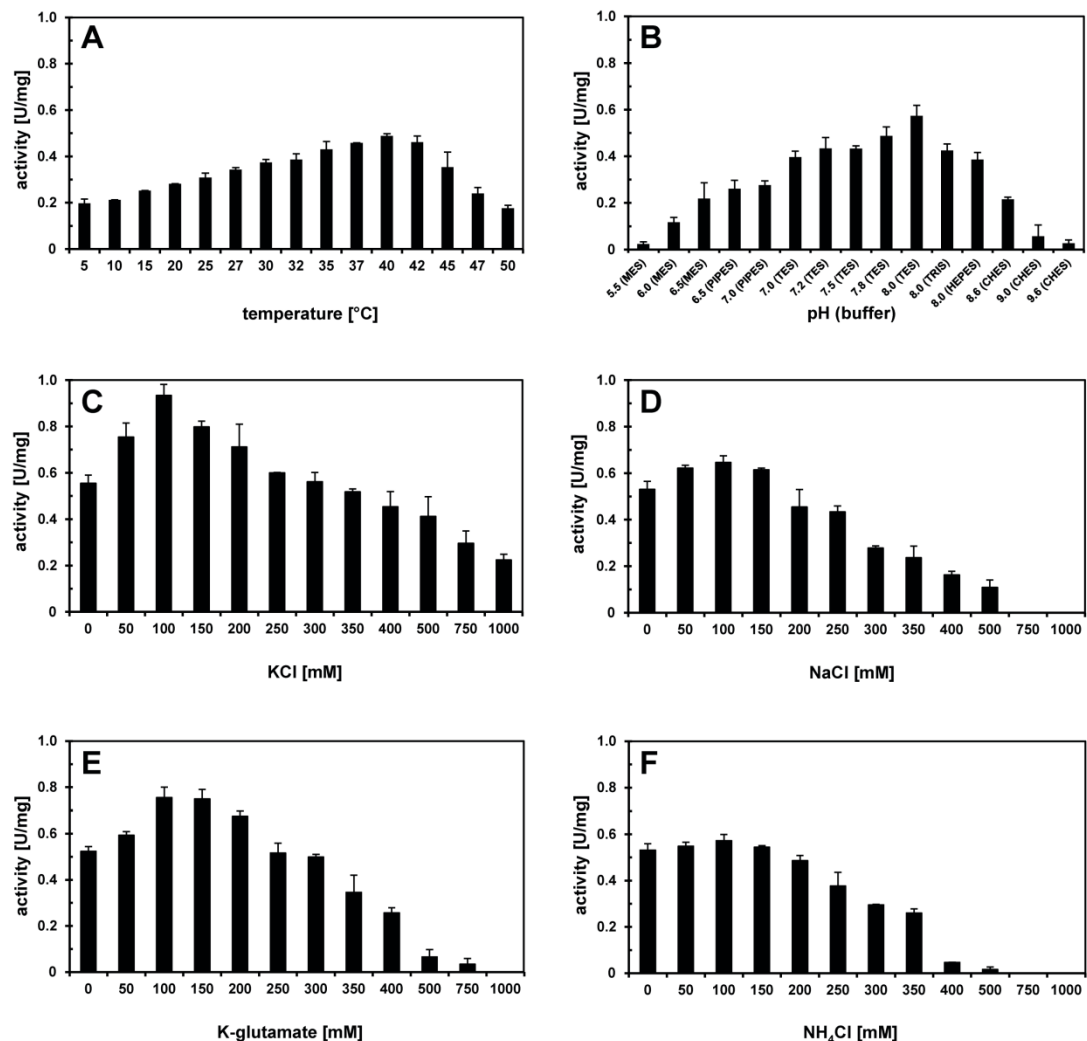 A
activity [U/mg]
1.0
0.8
0.6
0.4
0.2
0
5 10 15 20 25 27 30 32 35 37 40 42 45 47 50
temperature [°C]
B
activity [U/mg]
1.0
0.8
0.6
0.4
0.2
0
5.5 (MES) 6.0 (MES) 6.5(MES) 6.5 (PIPES) 7.0 (PIPES) 7.0 (TES) 7.2 (TES) 7.5 (TES) 7.8 (TES) 8.0 (TES) 8.0 (TRIS) 8.0 (HEPES) 8.6 (CHES) 9.0 (CHES) 9.6 (CHES)
pH (buffer)
C
activity [U/mg]
1.0
0.8
0.6
0.4
0.2
0
0 50 100 150 200 250 300 350 400 500 750 1000
KCl [mM]
D
activity [U/mg]
1.0
0.8
0.6
0.4
0.2
0
0 50 100 150 200 250 300 350 400 500 750 1000
NaCl [mM]
E
activity [U/mg]
1.0
0.8
0.6
0.4
0.2
0
0 50 100 150 200 250 300 350 400 500 750 1000
K-glutamate [mM]
F
activity [U/mg]
1.0
0.8
0.6
0.4
0.2
0
0 50 100 150 200 250 300 350 400 500 750 1000
NH₄Cl [mM]